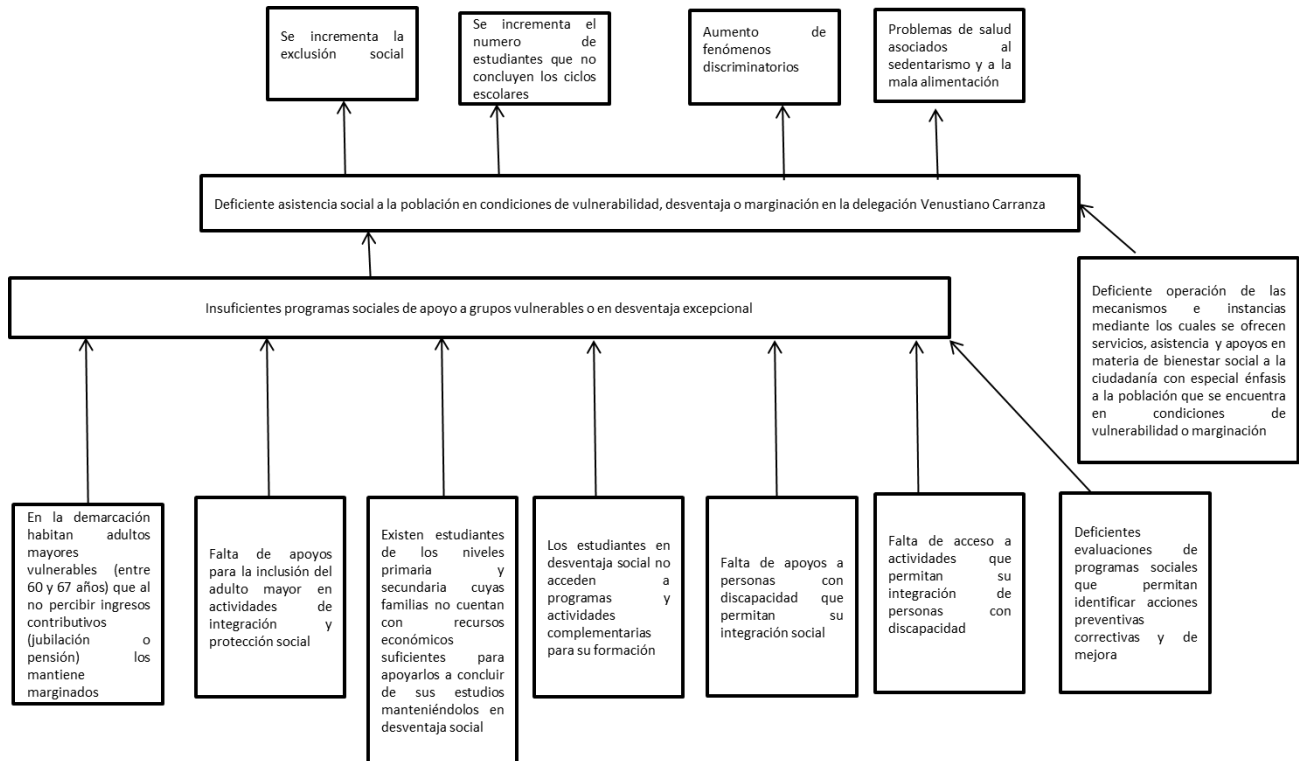 Se incrementa la
exclusión social
Se incrementa el
numero de
estudiantes que no
concluyen los ciclos
escolares
Aumento de
fenómenos
discriminatorios
Problemas de salud
asociados al
sedentarismo y a la
mala alimentación
Deficiente asistencia social a la población en condiciones de vulnerabilidad, desventaja o marginación en la delegación Venustiano Carranza
Insuficientes programas sociales de apoyo a grupos vulnerables o en desventaja excepcional
Deficiente operación de las
mecanismos e instancias
mediante los cuales se ofrecen
servicios, asistencia y apoyos en
materia de bienestar social a la
ciudadanía con especial énfasis
a la población que se encuentra
en condiciones de
vulnerabilidad o marginación
En la demarcación
habitan adultos
mayores
vulnerables (entre
60 y 67 años) que al
no percibir ingresos
contributivos
(jubilación o
pensión) los
mantiene
marginados
Falta de apoyos
para la inclusión del
adulto mayor en
actividades de
integración y
protección social
Existen estudiantes
de los niveles
primaria y
secundaria cuyas
familias no cuentan
con recursos
económicos
suficientes para
apoyarlos a concluir
de sus estudios
manteniéndolos en
desventaja social
Los estudiantes en
desventaja social no
acceden a
programas y
actividades
complementarias
para su formación
Falta de apoyos a
personas con
discapacidad que
permitan su
integración social
Falta de acceso a
actividades que
permitan su
integración de
personas con
discapacidad
Deficientes
evaluaciones de
programas sociales
que permitan
identificar acciones
preventivas
correctivas y de
mejora